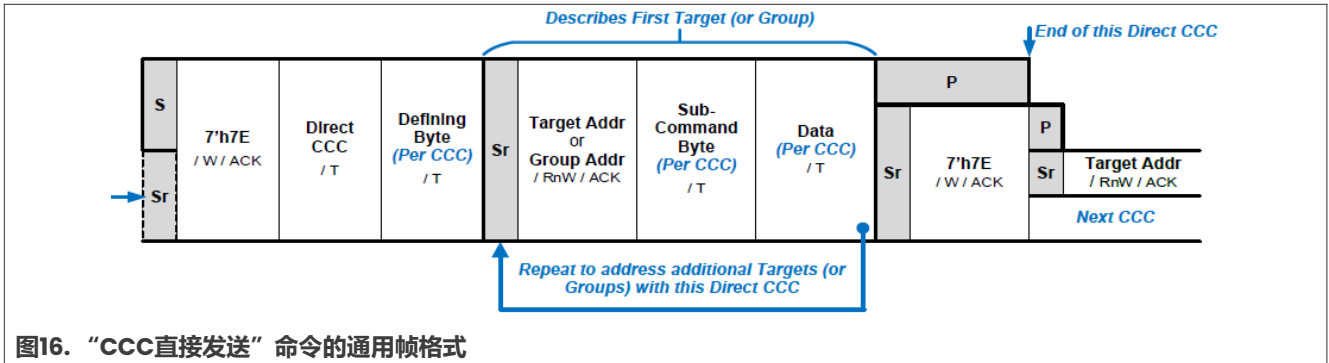 Describes First Target (or Group)
End of this Direct CCC
S
Sr
7'h7E
/ W / ACK
Direct
CCC
/ T
Defining
Byte
(Per CCC)
/ T
Sr
Target Addr
or
Group Addr
/ RnW / ACK
Sub-
Command
Byte
(Per CCC)
/ T
Data
(Per CCC)
/ T
P
Sr
7'h7E
/ W / ACK
P
Sr
Target Addr
/ RnW / ACK
Next CCC
Repeat to address additional Targets (or
Groups) with this Direct CCC
图16. “CCC直接发送”命令的通用帧格式